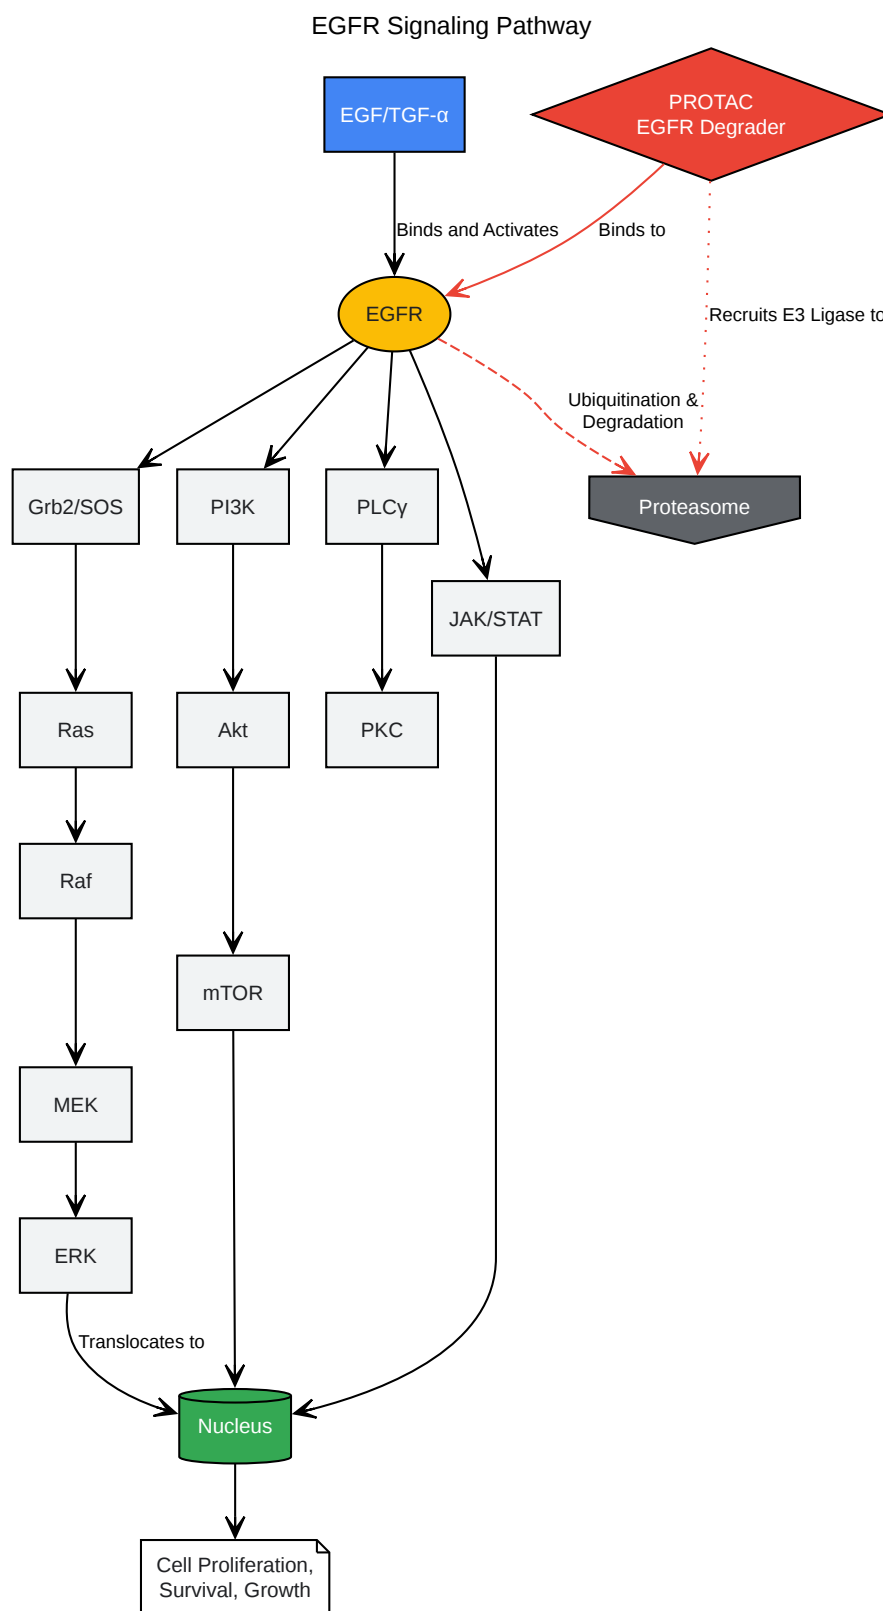 EGFR Signaling Pathway
EGF/TGF-α
PROTAC
EGFR Degrader
Binds and Activates
Binds to
EGFR
Recruits E3 Ligase to
Ubiquitination &
Degradation
Grb2/SOS
PI3K
PLCγ
Proteasome
JAK/STAT
Ras
Akt
PKC
Raf
mTOR
MEK
ERK
Translocates to
Nucleus
Cell Proliferation,
Survival, Growth